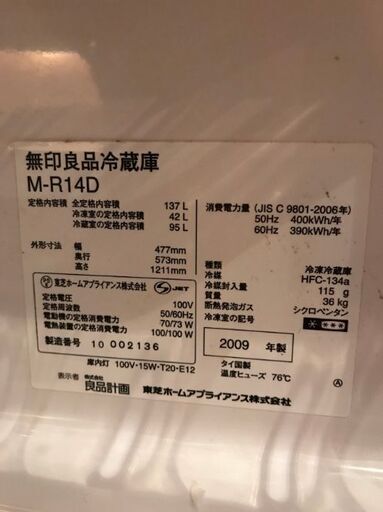 無印良品冷蔵庫
M-R14D
定格内容積 全定格内容積 137 L
定格内容積 冷凍室の定格内容積 42 L
冷蔵室の定格内容積 95 L
外形寸法 幅 477mm
奥行 573mm
高さ 1211mm
東芝ホームアプライアンス株式会社 S JET
定格電圧 100V
定格周波数 50/60Hz
電動機の定格消費電力 70/73 W
電熱装置の定格消費電力 100/100 W
製造番号 10 002136
消費電力量 (JIS C 9801-2006年)
50Hz 400kWh/年
60Hz 390kWh/年
種類 冷凍冷蔵庫
冷媒 HFC-134a
冷媒封入量 115 g
質量 36 kg
断熱発泡ガス シクロペンタン
冷凍室の記号 ****
2009 年製
タイ国製
温度ヒューズ 76℃
庫内灯 100V・15W・T20・E12
表示者 株式会社 良品計画 東芝ホームアプライアンス株式会社
A